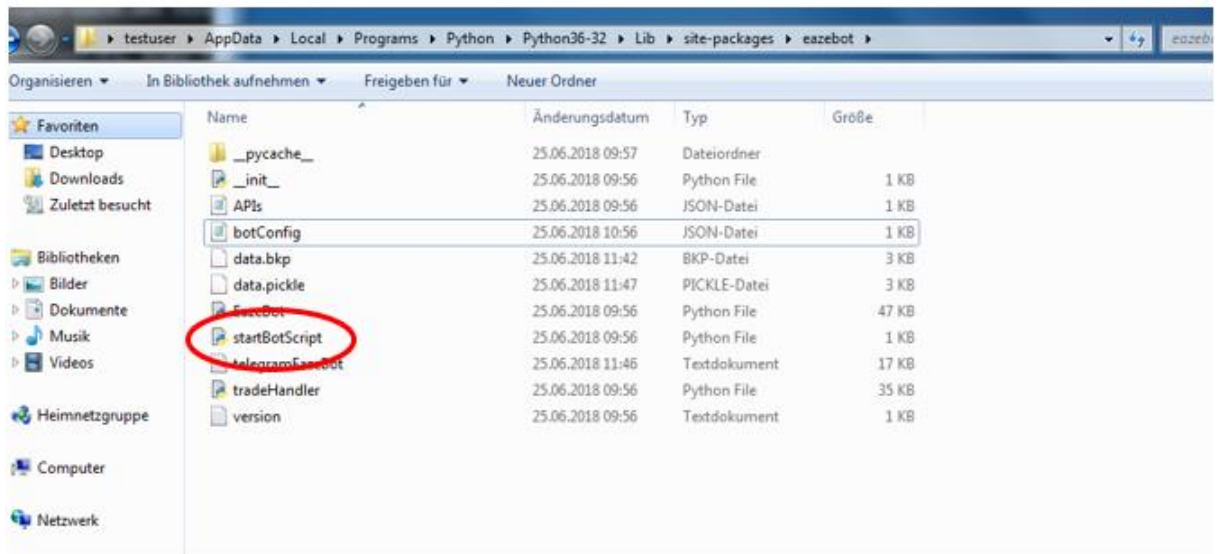 testuser AppData Local Programs Python Python36-32 Lib site-packages eazebot
Organisieren In Bibliothek aufnehmen Freigeben für Neuer Ordner
Favoriten
Desktop
Downloads
Zuletzt besucht
Bibliotheken
Bilder
Dokumente
Musik
Videos
Heimnetzgruppe
Computer
Netzwerk
Name Änderungsdatum Typ Größe
__pycache__ 25.06.2018 09:57 Dateiordner
__init__ 25.06.2018 09:56 Python File 1 KB
APIs 25.06.2018 09:56 JSON-Datei 1 KB
botConfig 25.06.2018 10:56 JSON-Datei 1 KB
data.bkp 25.06.2018 11:42 BKP-Datei 3 KB
data.pickle 25.06.2018 11:47 PICKLE-Datei 3 KB
EazeBot 25.06.2018 09:56 Python File 47 KB
startBotScript 25.06.2018 09:56 Python File 1 KB
telegramEazeBot 25.06.2018 11:46 Textdokument 17 KB
tradeHandler 25.06.2018 09:56 Python File 35 KB
version 25.06.2018 09:56 Textdokument 1 KB